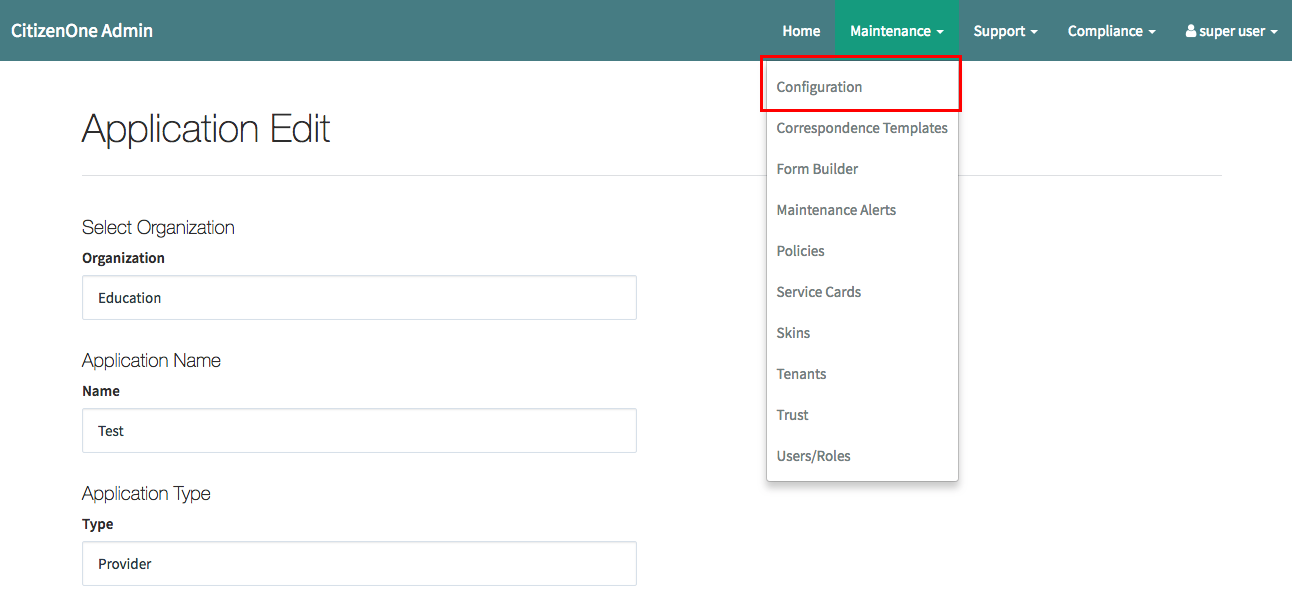 CitizenOne Admin
Home Maintenance Support Compliance super user
Configuration
Correspondence Templates
Form Builder
Maintenance Alerts
Policies
Service Cards
Skins
Tenants
Trust
Users/Roles
Application Edit
Select Organization
Organization
Education
Application Name
Name
Test
Application Type
Type
Provider